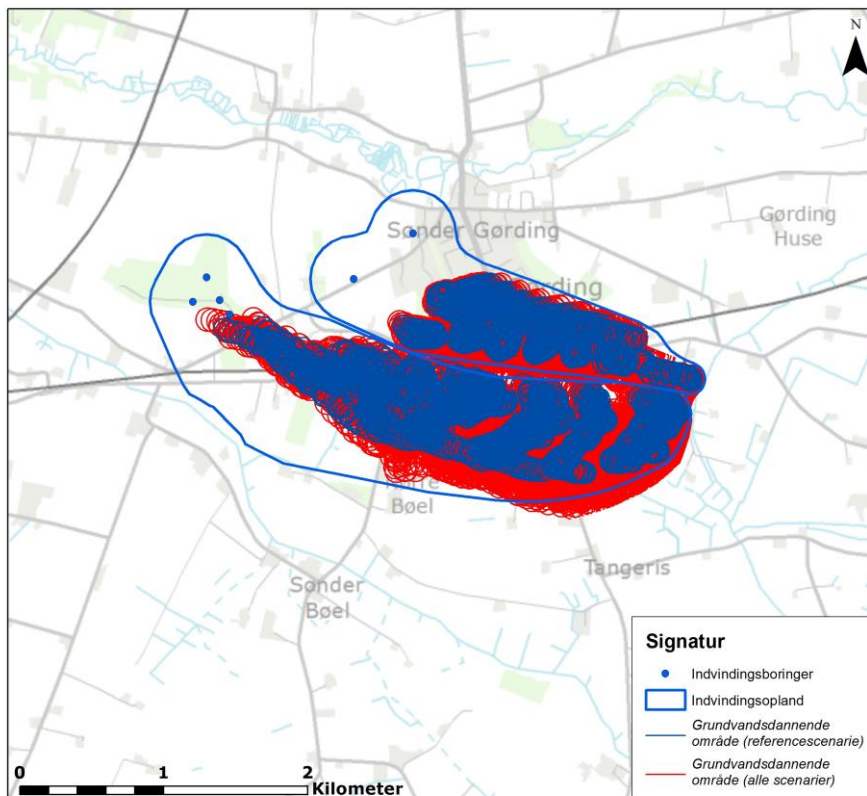 N
Sønder Gørding
Gørding
Huse
Bøel
Sønder
Bøel
Tangeris
Signatur
Indvindingsboringer
Indvindingsopland
Grundvandsdannende
område (referencescenarie)
Grundvandsdannende
område (alle scenarier)
0 1 2
Kilometer